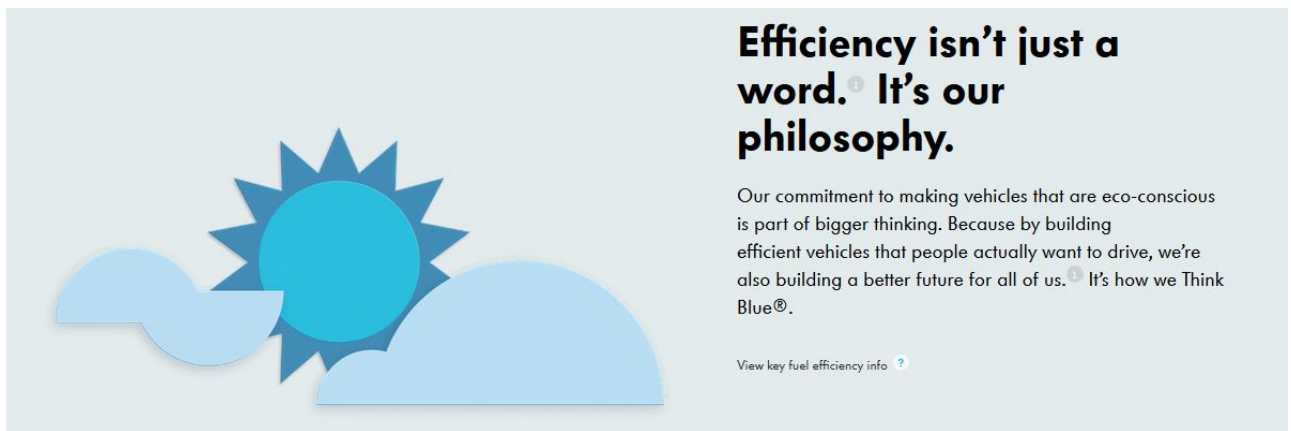 Efficiency isn’t just a
word.1 It’s our
philosophy.
Our commitment to making vehicles that are eco-conscious
is part of bigger thinking. Because by building
efficient vehicles that people actually want to drive, we’re
also building a better future for all of us.1 It’s how we Think
Blue®.
View key fuel efficiency info ?